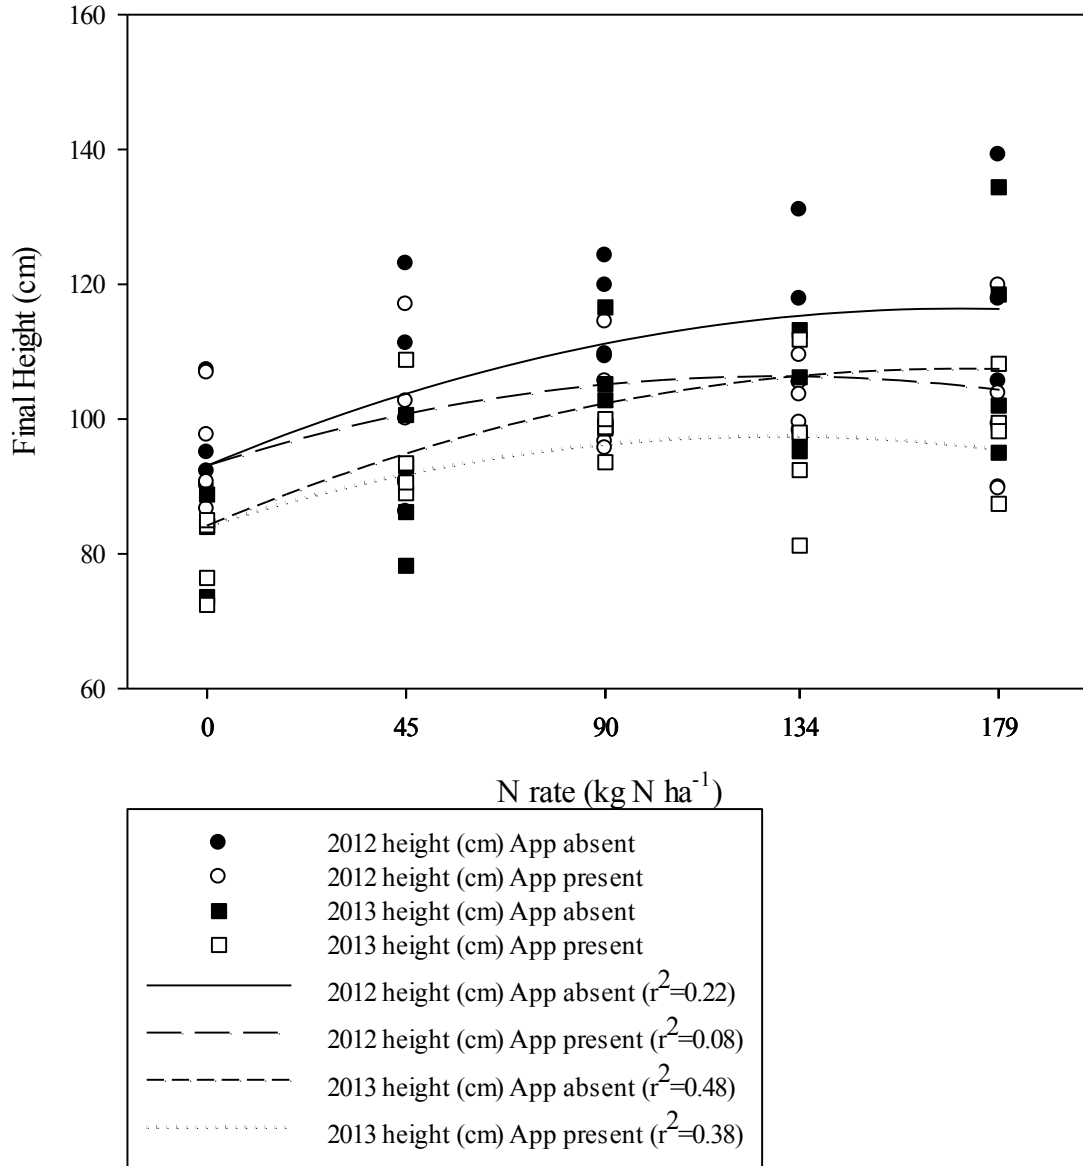 160
140
120
100
80
60
Final Height (cm)
0 45 90 134 179
N rate (kg N ha⁻¹)
2012 height (cm) App absent
2012 height (cm) App present
2013 height (cm) App absent
2013 height (cm) App present
2012 height (cm) App absent (r²=0.22)
2012 height (cm) App present (r²=0.08)
2013 height (cm) App absent (r²=0.48)
2013 height (cm) App present (r²=0.38)